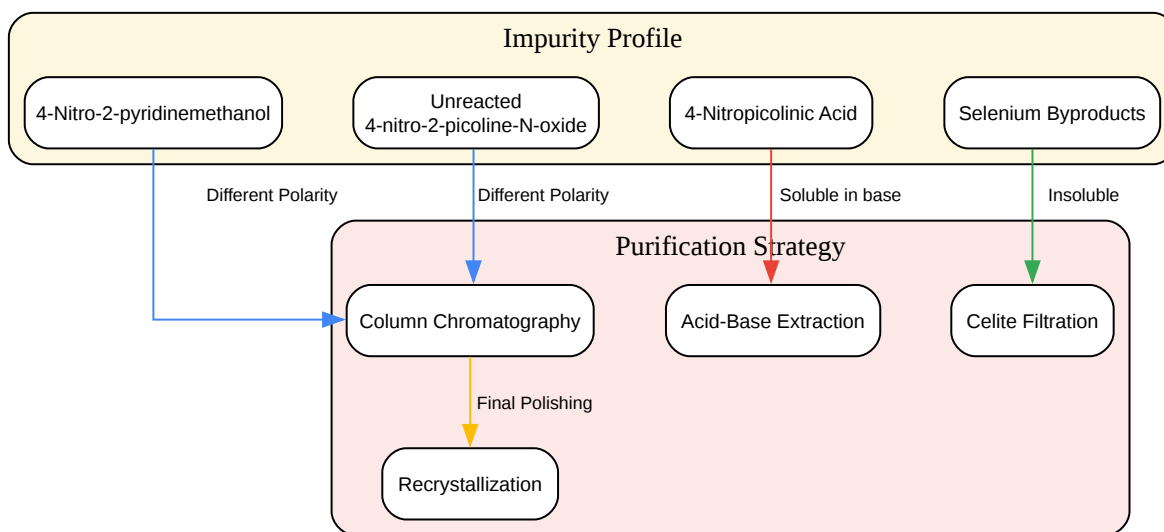 Impurity Profile
4-Nitro-2-pyridinemethanol
Unreacted
4-nitro-2-picoline-N-oxide
4-Nitropicolinic Acid
Selenium Byproducts
Different Polarity
Different Polarity
Soluble in base
Insoluble
Purification Strategy
Column Chromatography
Acid-Base Extraction
Celite Filtration
Final Polishing
Recrystallization